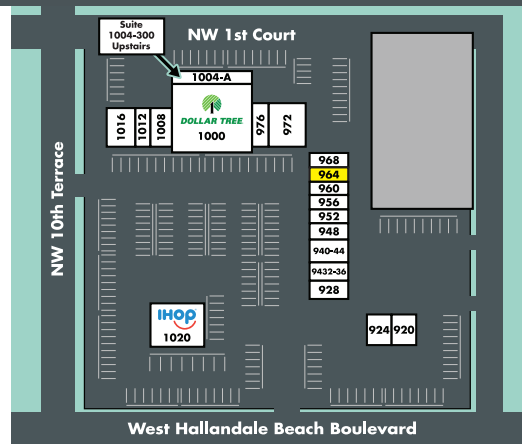 Suite
1004-300
Upstairs
NW 1st Court
1004-A
DOLLAR TREE
1000
1016
1012
1008
976
972
968
964
960
956
952
948
940-44
9432-36
928
NW 10th Terrace
IHOP
1020
924
920
West Hallandale Beach Boulevard